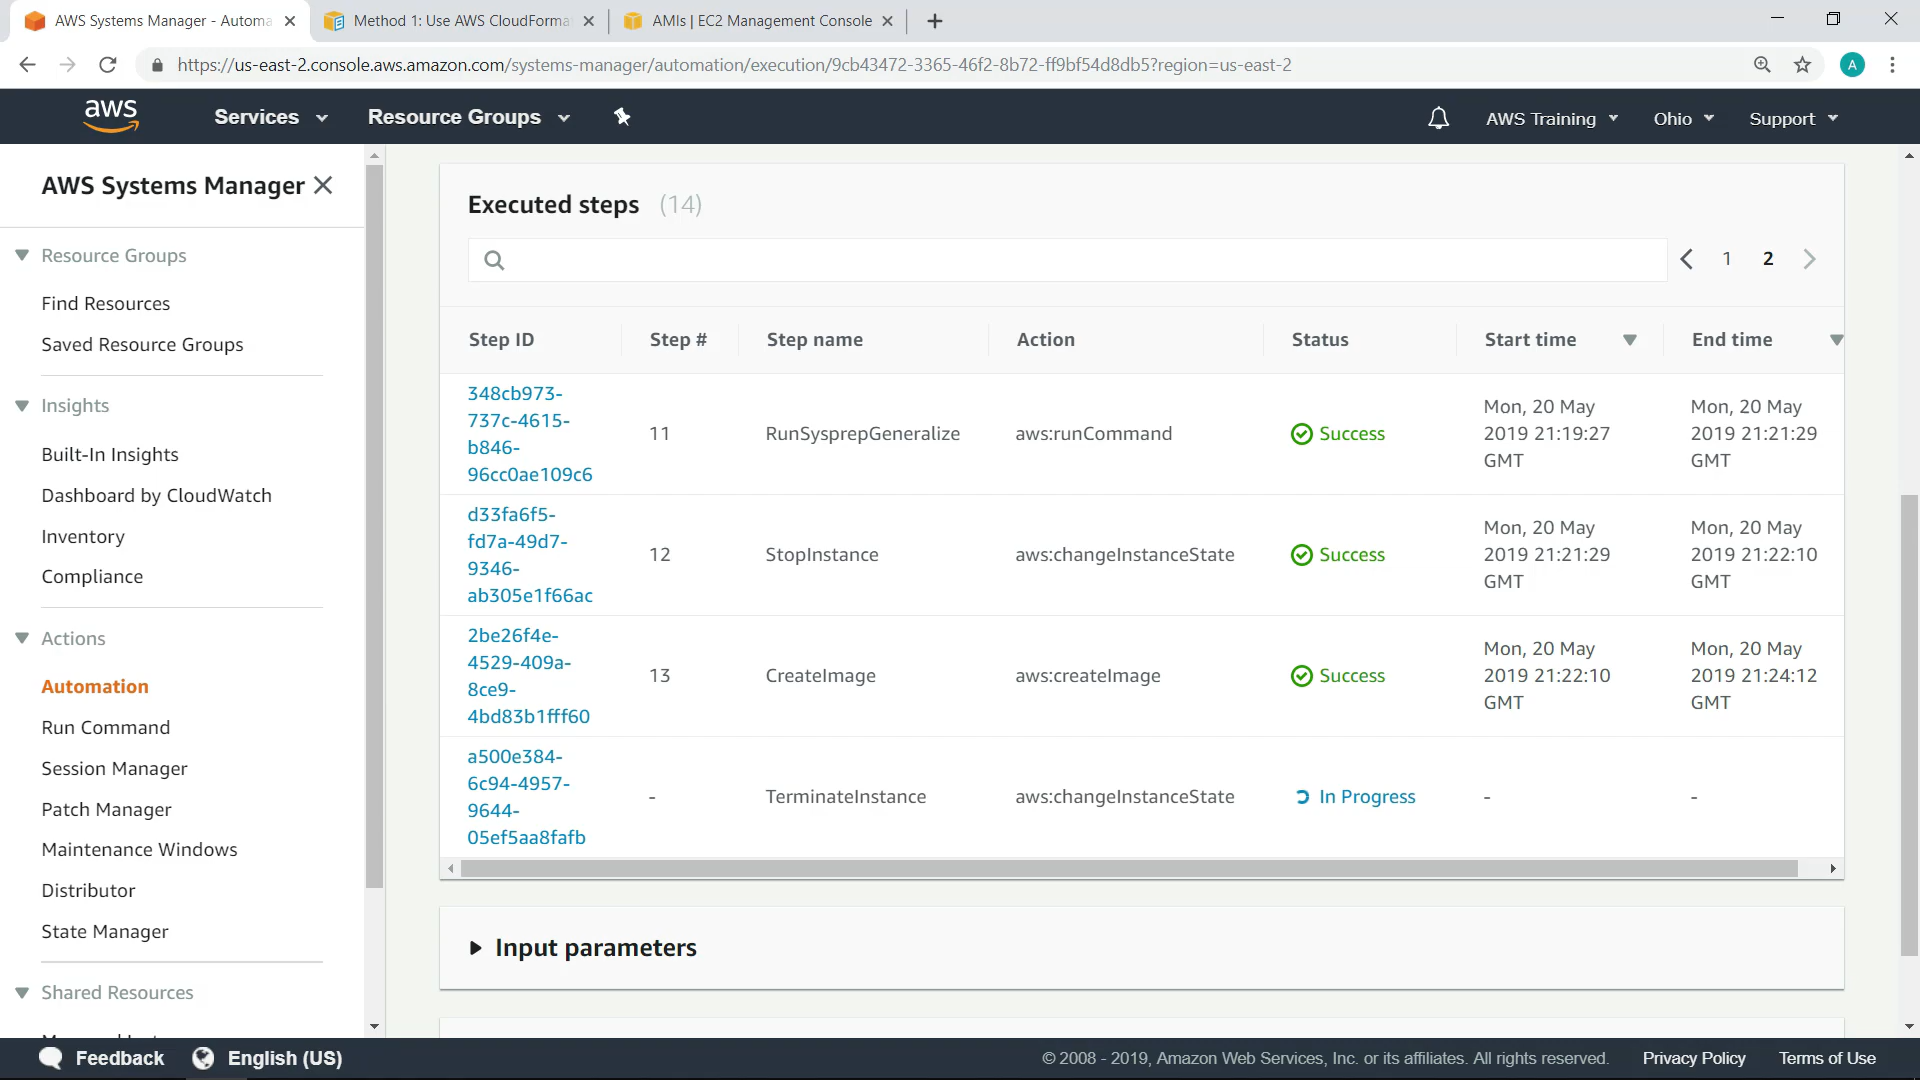 AWS Systems Manager - Automa
Method 1: Use AWS CloudForma
AMIs | EC2 Management Console
https://us-east-2.console.aws.amazon.com/systems-manager/automation/execution/9cb43472-3365-46f2-8b72-ff9bf54d8db5?region=us-east-2
A
aws
Services
Resource Groups
AWS Training
Ohio
Support
AWS Systems Manager
Resource Groups
Find Resources
Saved Resource Groups
Insights
Built-In Insights
Dashboard by CloudWatch
Inventory
Compliance
Actions
Automation
Run Command
Session Manager
Patch Manager
Maintenance Windows
Distributor
State Manager
Shared Resources
Executed steps (14)
1 2
Step ID Step # Step name Action Status Start time End time
348cb973-
737c-4615-
b846-
96cc0ae109c6
11
RunSysprepGeneralize
aws:runCommand
Success
Mon, 20 May
2019 21:19:27
GMT
Mon, 20 May
2019 21:21:29
GMT
d33fa6f5-
fd7a-49d7-
9346-
ab305e1f66ac
12
StopInstance
aws:changeInstanceState
Success
Mon, 20 May
2019 21:21:29
GMT
Mon, 20 May
2019 21:22:10
GMT
2be26f4e-
4529-409a-
8ce9-
4bd83b1fff60
13
CreateImage
aws:createImage
Success
Mon, 20 May
2019 21:22:10
GMT
Mon, 20 May
2019 21:24:12
GMT
a500e384-
6c94-4957-
9644-
05ef5aa8fafb
-
TerminateInstance
aws:changeInstanceState
In Progress
-
-
Input parameters
Feedback
English (US)
© 2008 - 2019, Amazon Web Services, Inc. or its affiliates. All rights reserved.
Privacy Policy
Terms of Use